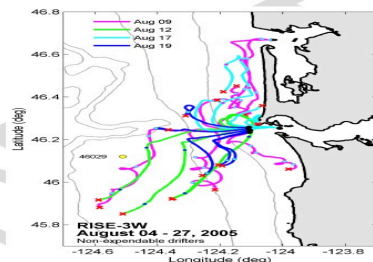 46.8
Aug 09
Aug 12
Aug 17
Aug 19
46.6
46.4
46.2
46
45.8
Latitude (deg)
46029
RISE-3W
August 04 - 27, 2005
Non-expendable drifters
-124.6
-124.4
-124.2
-124
-123.8
Longitude (deg)